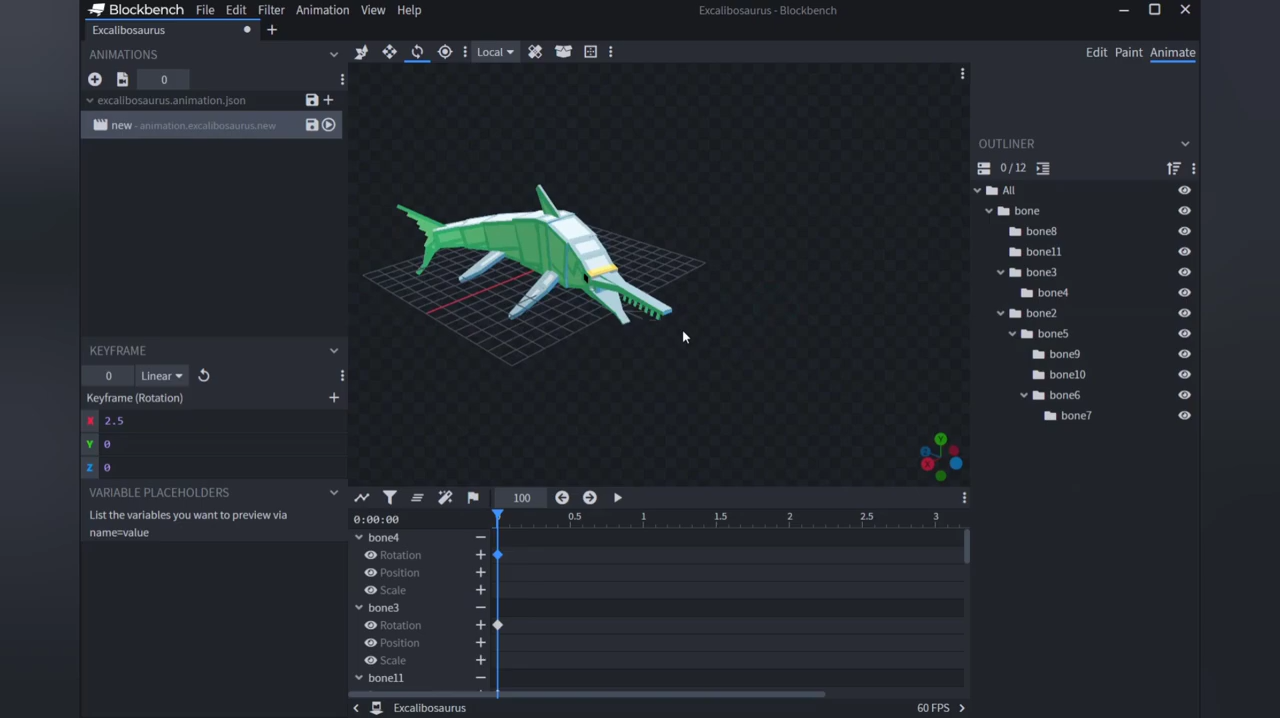 Blockbench File Edit Filter Animation View Help Excalibosaurus - Blockbench
Excalibosaurus
ANIMATIONS
0
excalibosaurus.animation.json
new - animation.excalibosaurus.new
KEYFRAME
0 Linear
Keyframe (Rotation)
X 2.5
Y 0
Z 0
VARIABLE PLACEHOLDERS
List the variables you want to preview via
name=value
Local
Edit Paint Animate
OUTLINER
0 / 12
All
bone
bone8
bone11
bone3
bone4
bone2
bone5
bone9
bone10
bone6
bone7
Y
X
100
0:00:00 0.5 1 1.5 2 2.5 3
bone4
Rotation
Position
Scale
bone3
Rotation
Position
Scale
bone11
Excalibosaurus 60 FPS